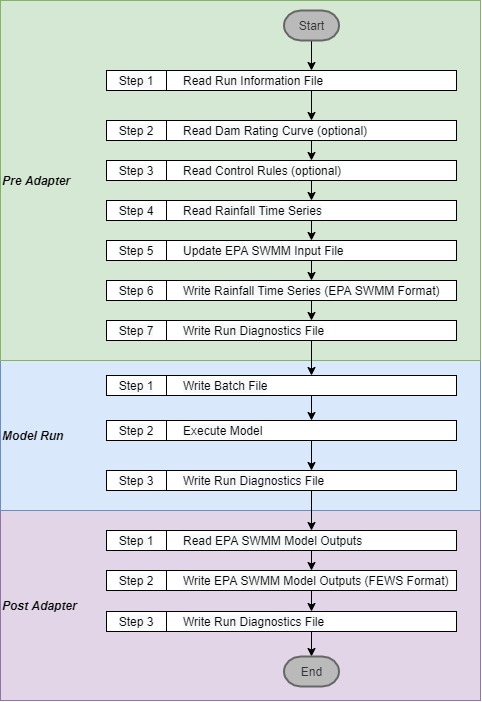 Start
Pre Adapter
Step 1 Read Run Information File
Step 2 Read Dam Rating Curve (optional)
Step 3 Read Control Rules (optional)
Step 4 Read Rainfall Time Series
Step 5 Update EPA SWMM Input File
Step 6 Write Rainfall Time Series (EPA SWMM Format)
Step 7 Write Run Diagnostics File
Model Run
Step 1 Write Batch File
Step 2 Execute Model
Step 3 Write Run Diagnostics File
Post Adapter
Step 1 Read EPA SWMM Model Outputs
Step 2 Write EPA SWMM Model Outputs (FEWS Format)
Step 3 Write Run Diagnostics File
End